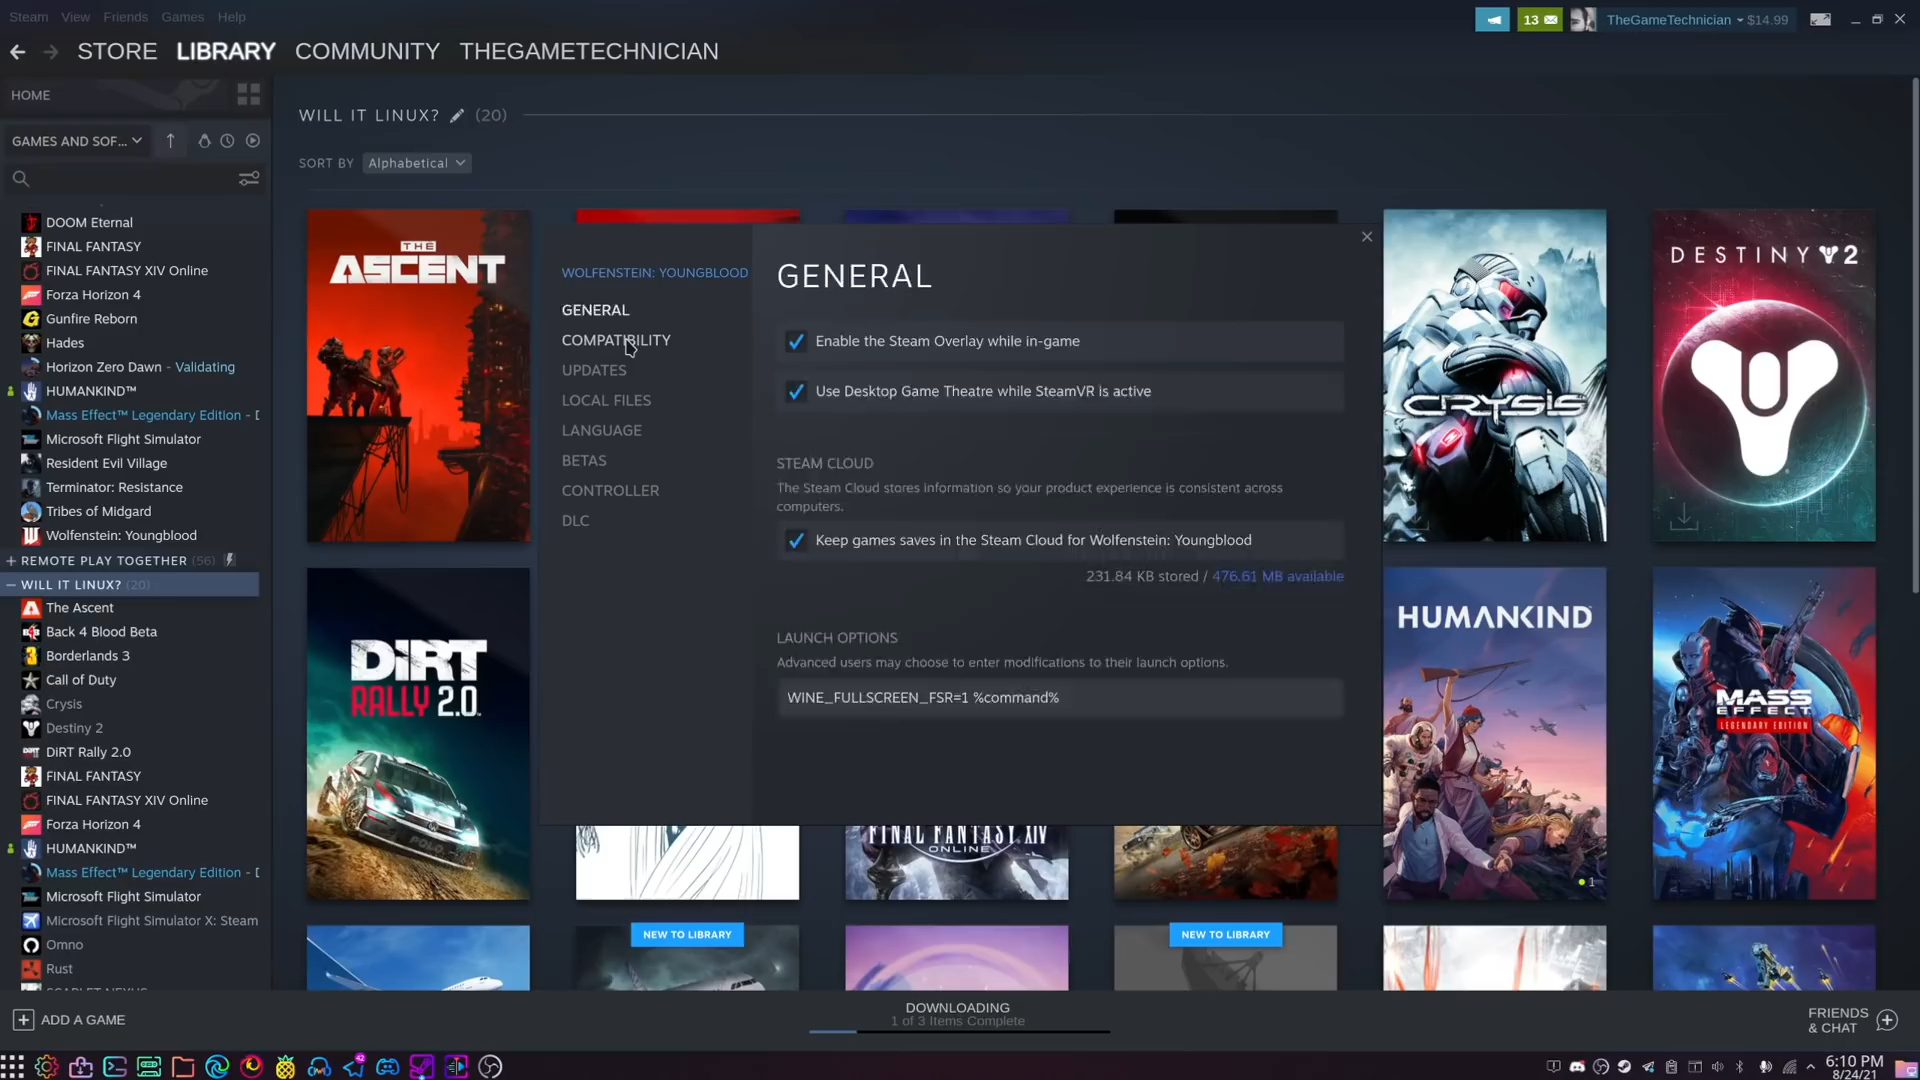 Steam View Friends Games Help
13
TheGameTechnician $14.99
STORE LIBRARY COMMUNITY THEGAMETECHNICIAN
HOME
GAMES AND SOF...
DOOM Eternal
FINAL FANTASY
FINAL FANTASY XIV Online
Forza Horizon 4
Gunfire Reborn
Hades
Horizon Zero Dawn - Validating
HUMANKIND™
Mass Effect™ Legendary Edition - D
Microsoft Flight Simulator
Resident Evil Village
Terminator: Resistance
Tribes of Midgard
Wolfenstein: Youngblood
+ REMOTE PLAY TOGETHER (56)
– WILL IT LINUX? (20)
The Ascent
Back 4 Blood Beta
Borderlands 3
Call of Duty
Crysis
Destiny 2
DiRT Rally 2.0
FINAL FANTASY
FINAL FANTASY XIV Online
Forza Horizon 4
HUMANKIND™
Mass Effect™ Legendary Edition - D
Microsoft Flight Simulator
Microsoft Flight Simulator X: Steam
Omno
Rust
SCARLET NEXUS
WILL IT LINUX? (20)
SORT BY Alphabetical
THE
ASCENT
CRYSIS
DESTINY 2
DiRT
RALLY 2.0
POLO
FINAL FANTASY XIV
ONLINE
HUMANKIND
1
MASS
EFFECT
LEGENDARY EDITION
NEW TO LIBRARY
NEW TO LIBRARY
WOLFENSTEIN: YOUNGBLOOD
GENERAL
COMPATIBILITY
UPDATES
LOCAL FILES
LANGUAGE
BETAS
CONTROLLER
DLC
GENERAL
Enable the Steam Overlay while in-game
Use Desktop Game Theatre while SteamVR is active
STEAM CLOUD
The Steam Cloud stores information so your product experience is consistent across
computers.
Keep games saves in the Steam Cloud for Wolfenstein: Youngblood
231.84 KB stored / 476.61 MB available
LAUNCH OPTIONS
Advanced users may choose to enter modifications to their launch options.
WINE_FULLSCREEN_FSR=1 %command%
ADD A GAME
DOWNLOADING
1 of 3 Items Complete
FRIENDS
& CHAT
42
6:10 PM
8/24/21